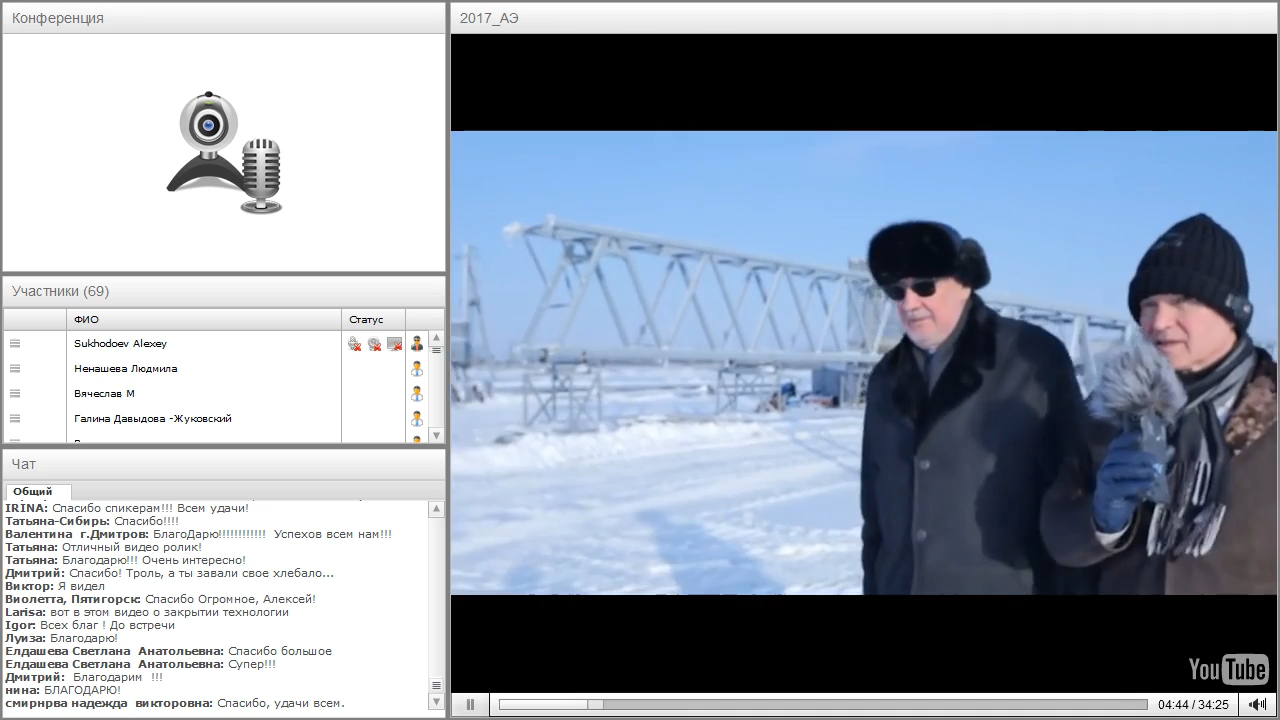 Конференция
2017_АЭ
Участники (69)
ФИО
Статус
Sukhodoev Alexey
Ненашева Людмила
Вячеслав М
Галина Давыдова -Жуковский
Чат
Общий
IRINA: Спасибо спикерам!!! Всем удачи!
Татьяна-Сибирь: Спасибо!!!!
Валентина г.Дмитров: БлагоДарю!!!!!!!!!!!! Успехов всем нам!!!
Татьяна: Отличный видео ролик!
Татьяна: Благодарю!!! Очень интересно!
Дмитрий: Спасибо! Троль, а ты завали свое хлебало...
Виктор: Я видел
Виолетта, Пятигорск: Спасибо Огромное, Алексей!
Larisa: вот в этом видео о закрытии технологии
Igor: Всех благ ! До встречи
Луиза: Благодарю!
Елдашева Светлана Анатольевна: Спасибо большое
Елдашева Светлана Анатольевна: Супер!!!
Дмитрий: Благодарим !!!
нина: БЛАГОДАРЮ!
смирнрва надежда викторовна: Спасибо, удачи всем.
YouTube
04:44 / 34:25